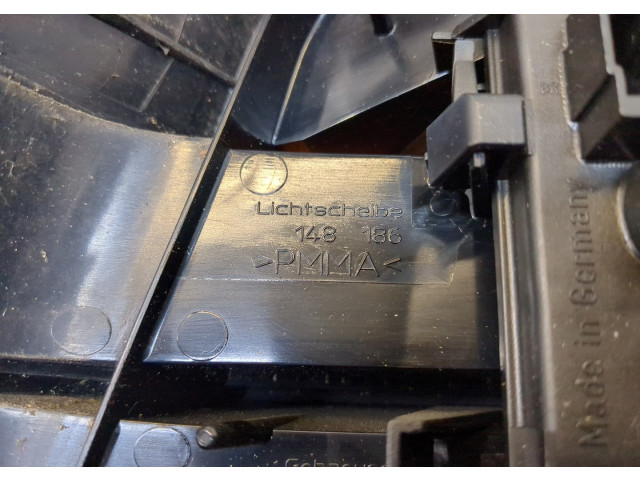 Lichtscheibe
148 186
>PMMA<
Made in Germany